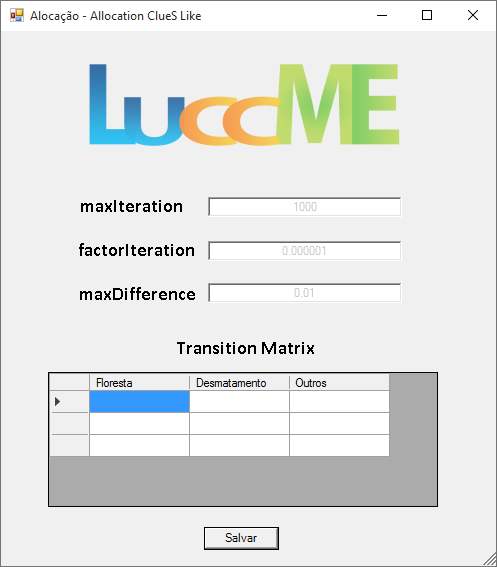 Alocação - Allocation ClueS Like
LuccME
maxIteration 1000
factorIteration 0.000001
maxDifference 0.01
Transition Matrix
Floresta Desmatamento Outros
Salvar